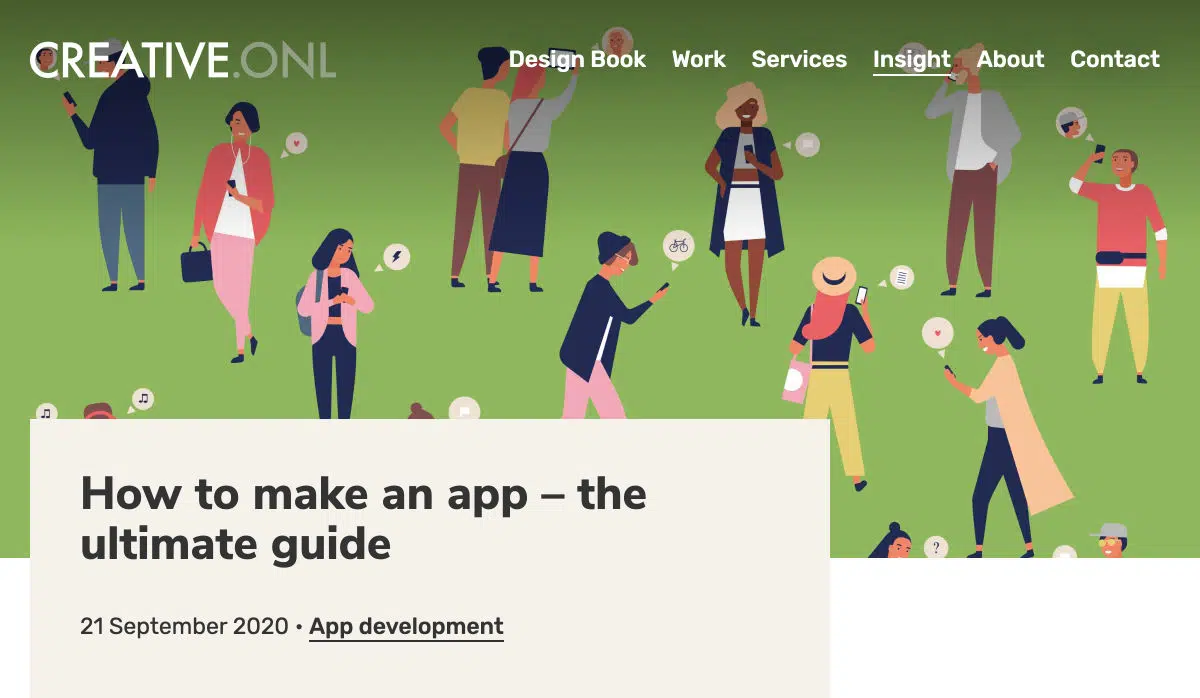 CREATIVE.ONL
Design Book Work Services Insight About Contact
?
How to make an app – the
ultimate guide
21 September 2020 • App development